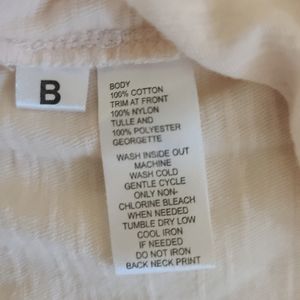 B
BODY
100% COTTON
TRIM AT FRONT
100% NYLON
TULLE AND
100% POLYESTER
GEORGETTE
WASH INSIDE OUT
MACHINE
WASH COLD
GENTLE CYCLE
ONLY NON-
CHLORINE BLEACH
WHEN NEEDED
TUMBLE DRY LOW
COOL IRON
IF NEEDED
DO NOT IRON
BACK NECK PRINT